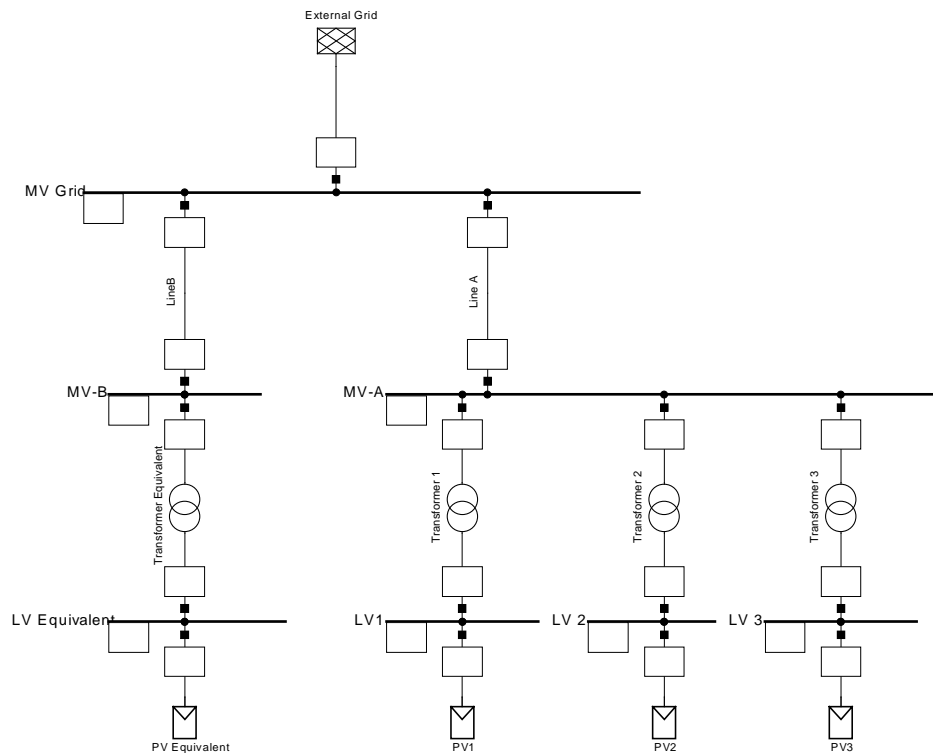 External Grid
MV Grid
LineB
Line A
MV-B
MV-A
Transformer Equivalent
Transformer 1
Transformer 2
Transformer 3
LV Equivalent
LV1
LV 2
LV 3
PV Equivalent
PV1
PV2
PV3